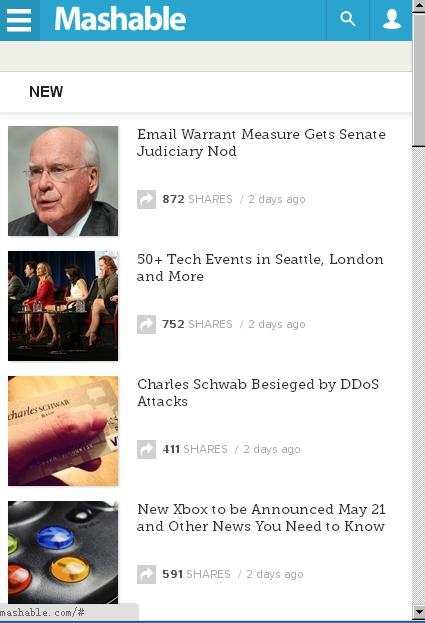 Mashable
NEW
Email Warrant Measure Gets Senate
Judiciary Nod
872 SHARES / 2 days ago
50+ Tech Events in Seattle, London
and More
752 SHARES / 2 days ago
charles SCHWAB
BANK
Charles Schwab Besieged by DDoS
Attacks
411 SHARES / 2 days ago
New Xbox to be Announced May 21
and Other News You Need to Know
591 SHARES / 2 days ago
mashable.com/#